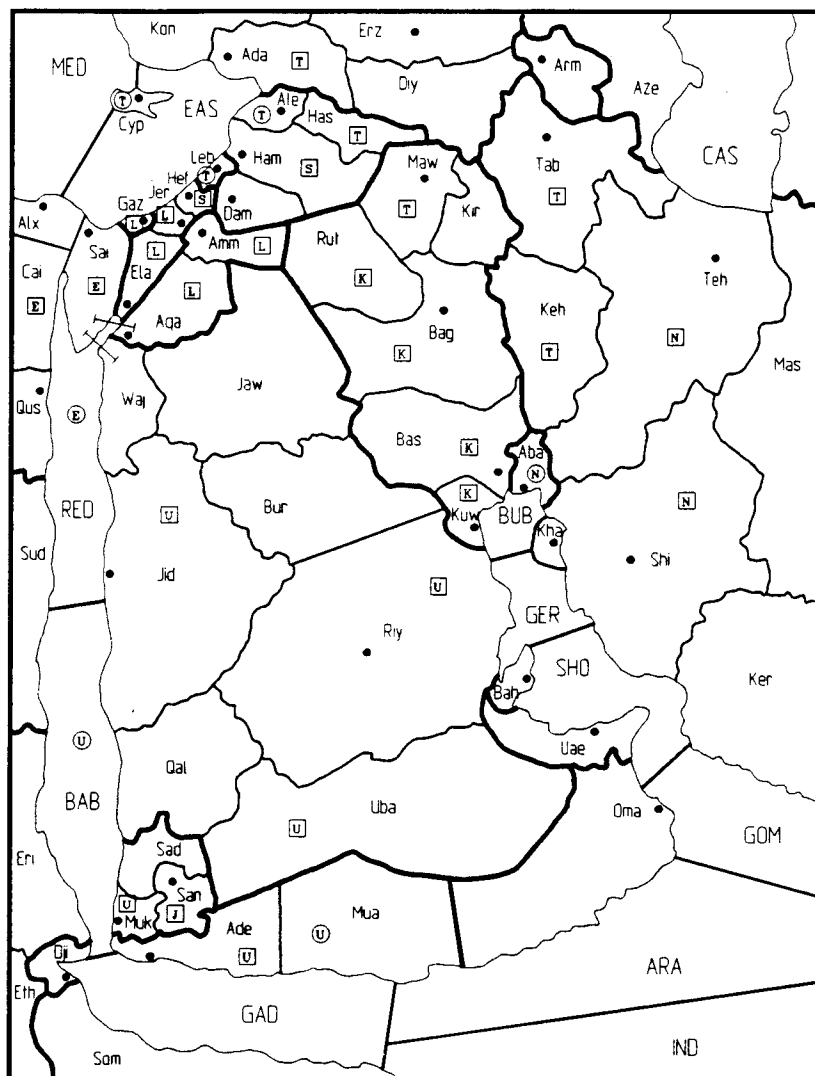 Kon
Erz
MED
Ada
T
Arm
Diy
Aze
T
Cyp
EAS
Ale
T
Has
T
CAS
Leb
T
Ham
S
Maw
T
Tab
T
Hef
S
Jer
L
Gaz
L
Dam
Kir
Alx
Sai
E
Ela
L
Amm
L
Rut
K
Teh
Cai
E
Aqa
L
Bag
K
Keh
T
N
Mas
Jaw
Qus
E
Waj
Bas
K
Aba
N
U
Bur
K
Kuw
BUB
Kha
N
RED
Sud
Jid
Shi
U
GER
Riy
SHO
Ker
Bah
U
Uae
Qal
BAB
Uba
U
Oma
GOM
Sad
Eri
San
J
U
Muk
Ade
U
Mua
U
Dji
Eth
ARA
GAD
IND
Som